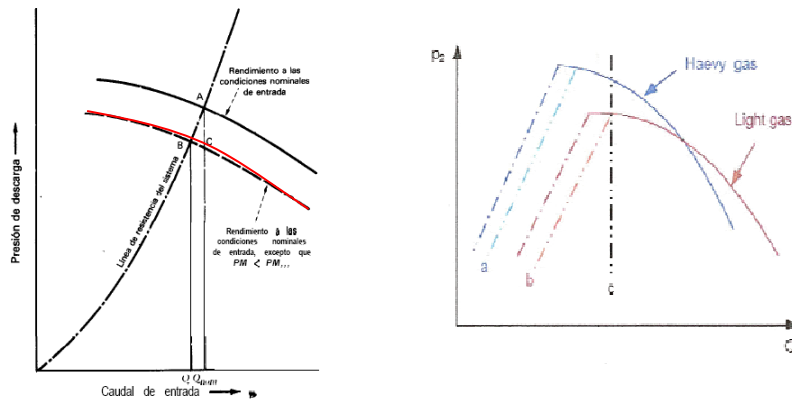 Presión de descarga
Rendimiento a las
condiciones nominales
de entrada
A
B
C
Línea de resistencia del sistema
Rendimiento a las
condiciones nominales
de entrada, excepto que
PM < PM
Caudal de entrada
p₂
Haevy gas
Light gas
a
b
c
Q